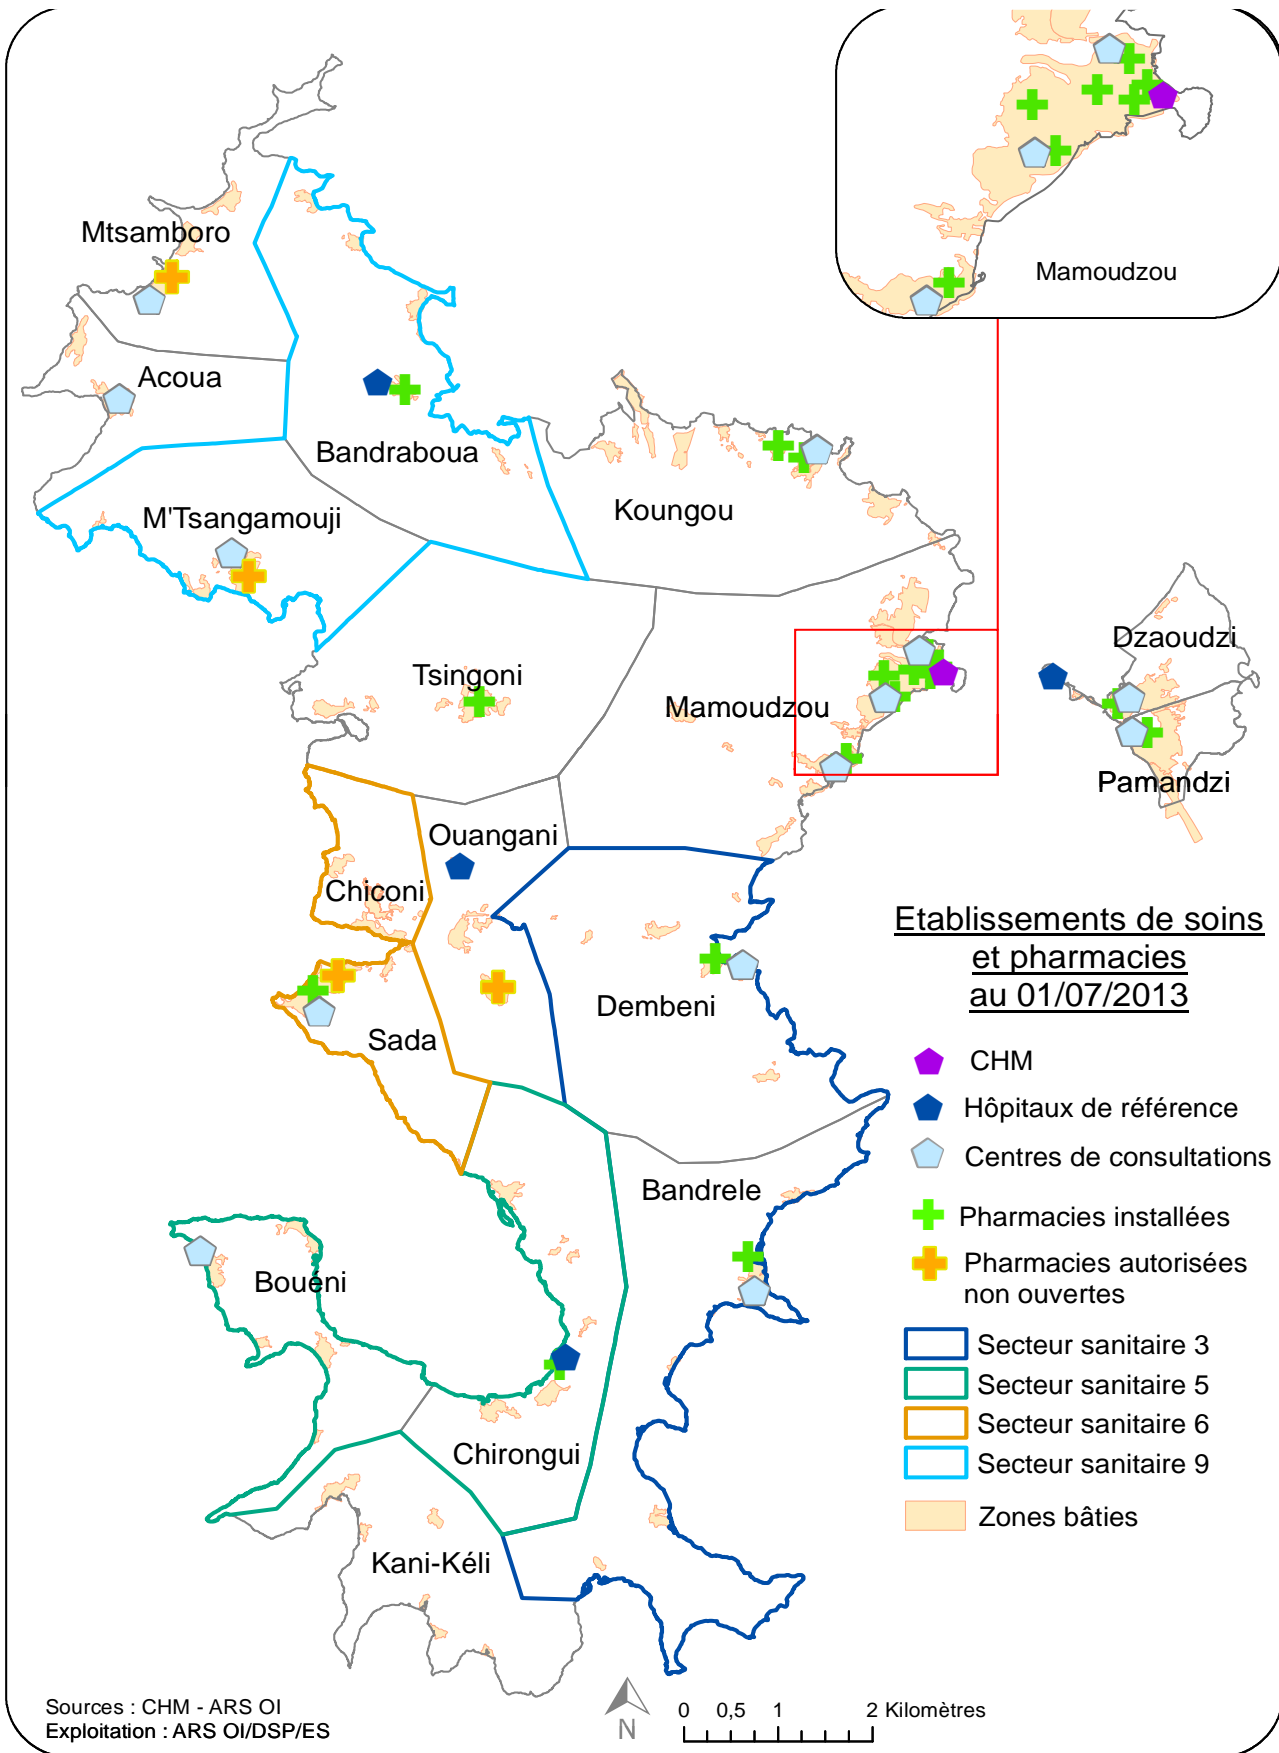 Mamoudzou
Mtsamboro
Acoua
Bandraboua
M'Tsangamouji
Koungou
Dzaoudzi
Tsingoni
Mamoudzou
Pamandzi
Ouangani
Chiconi
Etablissements de soins
et pharmacies
au 01/07/2013
Dembeni
Sada
CHM
Hôpitaux de référence
Centres de consultations
Bandrele
Pharmacies installées
Pharmacies autorisées
non ouvertes
Bouéni
Secteur sanitaire 3
Secteur sanitaire 5
Secteur sanitaire 6
Secteur sanitaire 9
Chirongui
Zones bâties
Kani-Kéli
Sources : CHM - ARS OI
Exploitation : ARS OI/DSP/ES
N
0 0,5 1 2 Kilomètres